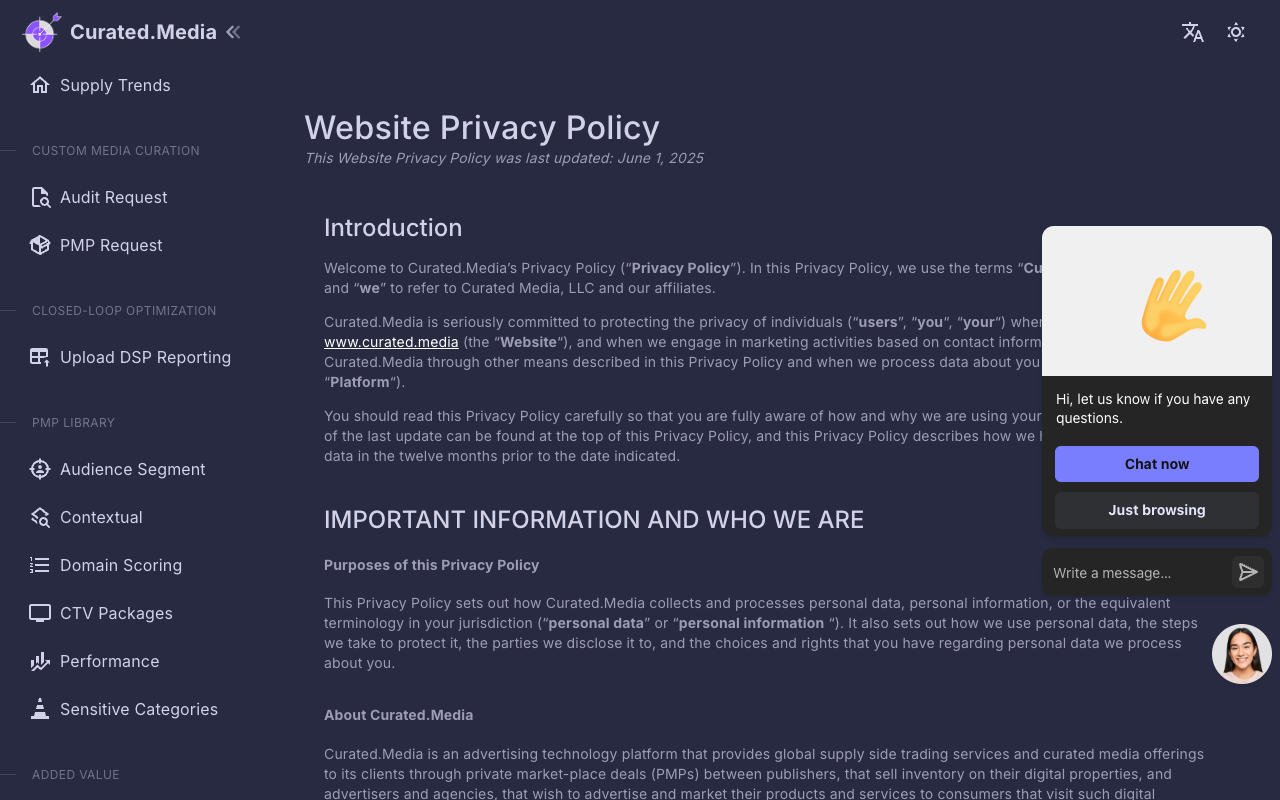 Curated.Media
Supply Trends
CUSTOM MEDIA CURATION
Audit Request
PMP Request
CLOSED-LOOP OPTIMIZATION
Upload DSP Reporting
PMP LIBRARY
Audience Segment
Contextual
Domain Scoring
CTV Packages
Performance
Sensitive Categories
ADDED VALUE
Website Privacy Policy
This Website Privacy Policy was last updated: June 1, 2025
Introduction
Welcome to Curated.Media’s Privacy Policy (“Privacy Policy”). In this Privacy Policy, we use the terms “Cu
and “we” to refer to Curated Media, LLC and our affiliates.
Curated.Media is seriously committed to protecting the privacy of individuals (“users”, “you“, “your“)
www.curated.media (the “Website“), and when we engage in marketing activities based on contact
Curated.Media through other means described in this Privacy Policy and when we process data about you
“Platform“).
You should read this Privacy Policy carefully so that you are fully aware of how and why we are using your
of the last update can be found at the top of this Privacy Policy, and this Privacy Policy describes how we
data in the twelve months prior to the date indicated.
IMPORTANT INFORMATION AND WHO WE ARE
Purposes of this Privacy Policy
This Privacy Policy sets out how Curated.Media collects and processes personal data, personal information, or the equivalent
terminology in your jurisdiction (“personal data” or “personal information “). It also sets out how we use personal data, the steps
we take to protect it, the parties we disclose it to, and the choices and rights that you have regarding personal data we process
about you.
About Curated.Media
Curated.Media is an advertising technology platform that provides global supply side trading services and curated media offerings
to its clients through private market-place deals (PMPs) between publishers, that sell inventory on their digital properties, and
advertisers and agencies, that wish to advertise and market their products and services to consumers that visit such digital
Hi, let us know if you have any
questions.
Chat now
Just browsing
Write a message...